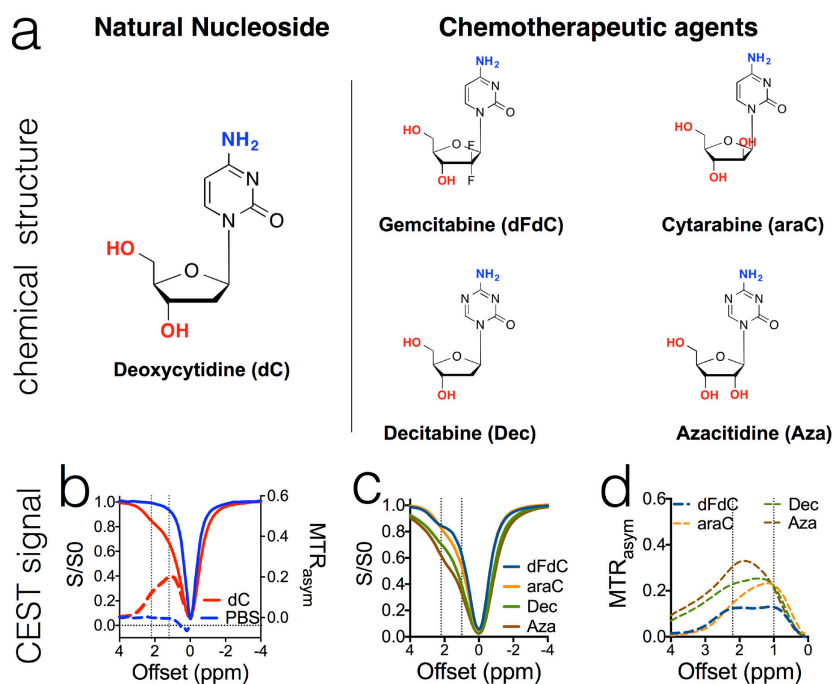 a
Natural Nucleoside
Chemotherapeutic agents
chemical structure
NH2
N
N
O
HO
O
OH
Deoxycytidine (dC)
NH2
N
N
O
HO
O
F
F
OH
Gemcitabine (dFdC)
NH2
N
N
O
HO
O
OH
OH
Cytarabine (araC)
NH2
N
N
N
O
HO
O
OH
Decitabine (Dec)
NH2
N
N
N
O
HO
O
OH
OH
Azacitidine (Aza)
CEST signal
b
S/S0
1.0
0.8
0.6
0.4
0.2
0.0
0.6
0.4
0.2
0.0
MTRasym
dC
PBS
4 2 0 -2 -4
Offset (ppm)
c
S/S0
1.0
0.8
0.6
0.4
0.2
0.0
dFdC
araC
Dec
Aza
4 2 0 -2 -4
Offset (ppm)
d
MTRasym
0.6
0.4
0.2
0.0
dFdC
araC
Dec
Aza
4 3 2 1 0
Offset (ppm)